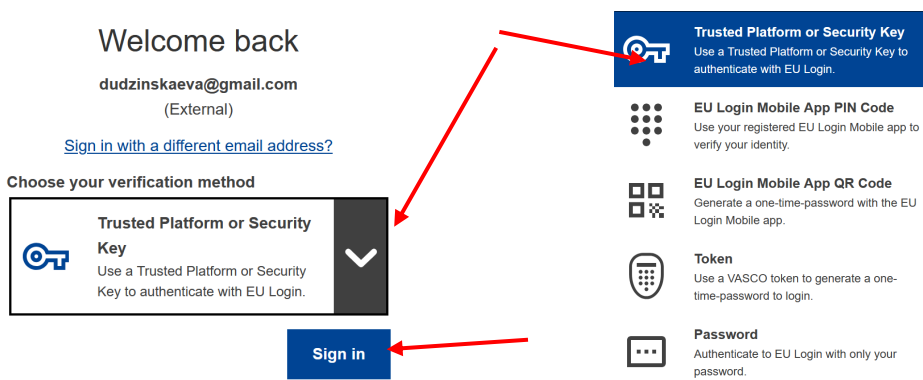 Welcome back
dudzinskaeva@gmail.com
(External)
Sign in with a different email address?
Choose your verification method
Trusted Platform or Security
Key
Use a Trusted Platform or Security
Key to authenticate with EU Login.
Sign in
Trusted Platform or Security Key
Use a Trusted Platform or Security Key to
authenticate with EU Login.
EU Login Mobile App PIN Code
Use your registered EU Login Mobile app to
verify your identity.
EU Login Mobile App QR Code
Generate a one-time-password with the EU
Login Mobile app.
Token
Use a VASCO token to generate a one-
time-password to login.
Password
Authenticate to EU Login with only your
password.